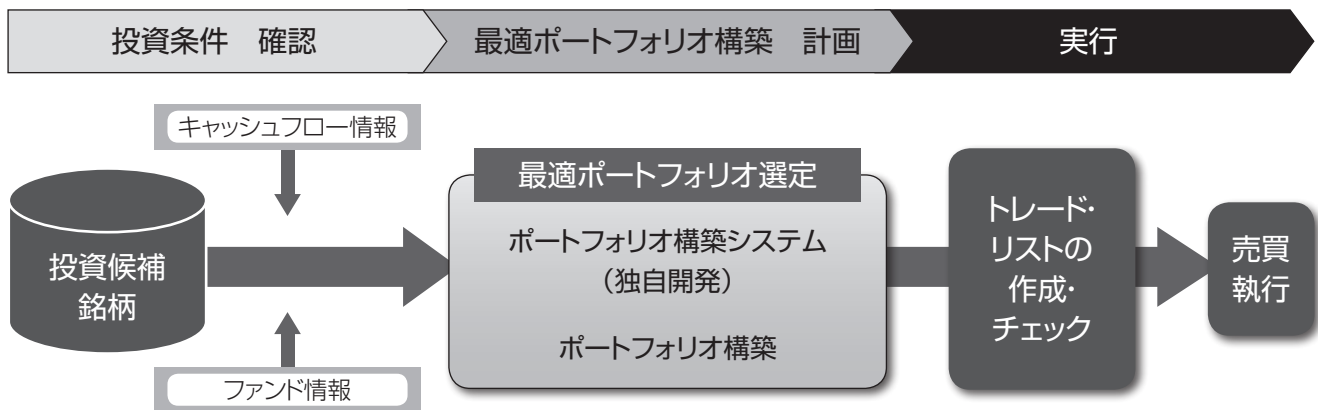 投資条件　確認
最適ポートフォリオ構築　計画
実行
キャッシュフロー情報
投資候補
銘柄
ファンド情報
最適ポートフォリオ選定
ポートフォリオ構築システム
（独自開発）
ポートフォリオ構築
トレード・
リストの
作成・
チェック
売買
執行